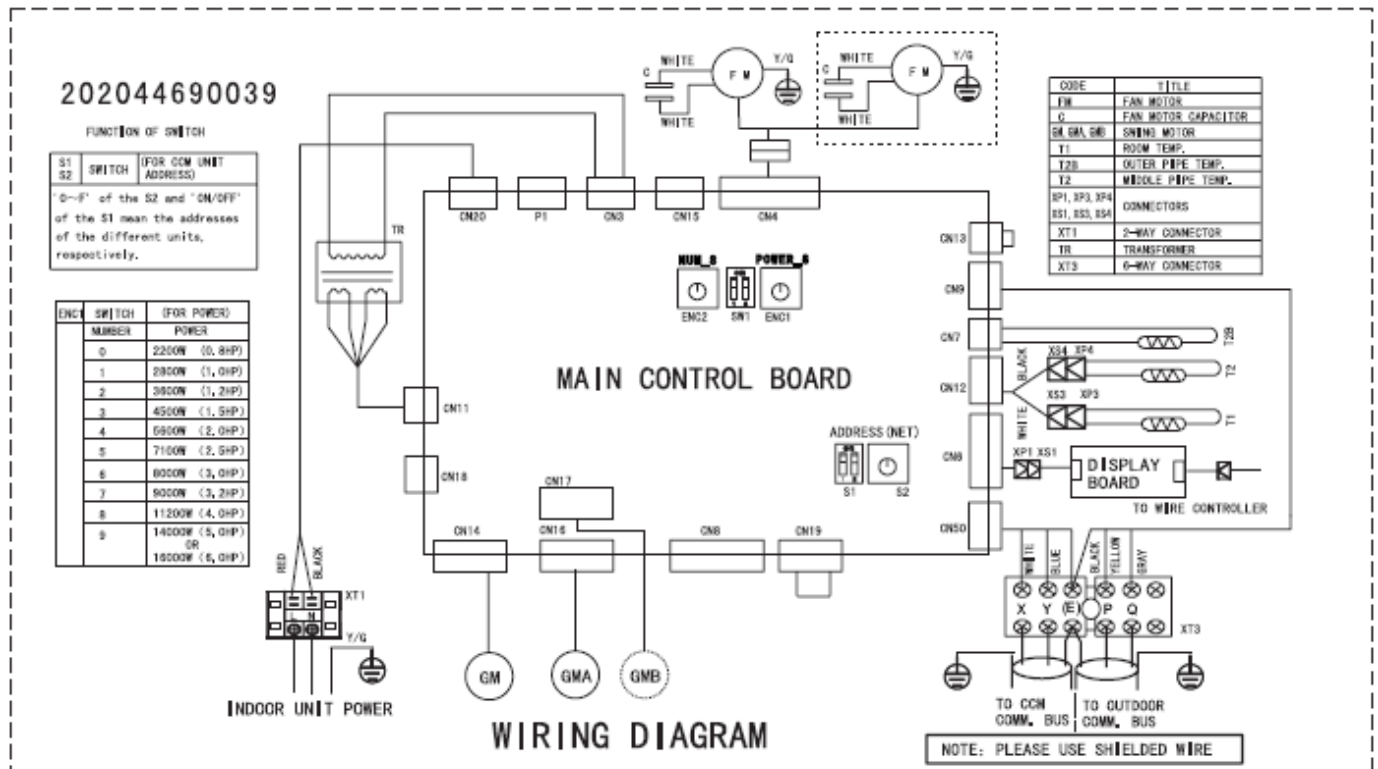 202044690039
FUNCTION OF SWITCH
S1 S2 SWITCH (FOR CCM UNIT ADDRESS)
"0~F" of the S2 and "ON/OFF"
of the S1 mean the addresses
of the different units,
respectively.
ENC1 SWITCH (FOR POWER)
NUMBER POWER
0 2200W (0.8HP)
1 2800W (1.0HP)
2 3600W (1.2HP)
3 4500W (1.5HP)
4 5600W (2.0HP)
5 7100W (2.5HP)
6 8000W (3.0HP)
7 9000W (3.2HP)
8 11200W (4.0HP)
9 14000W (5.0HP)
OR
16000W (6.0HP)
WHITE
C
FM
Y/G
WHITE
WHITE
C
FM
Y/G
WHITE
CODE TITLE
FM FAN MOTOR
C FAN MOTOR CAPACITOR
GM, GMA, GMB SWING MOTOR
T1 ROOM TEMP.
T2B OUTER PIPE TEMP.
T2 MIDDLE PIPE TEMP.
XP1, XP3, XP4
XS1, XS3, XS4 CONNECTORS
XT1 2-WAY CONNECTOR
TR TRANSFORMER
XT3 6-WAY CONNECTOR
CN20 P1 CN3 CN15 CN4
TR
CN13
NUM_S POWER_S
ENC2 SW1 ENC1
CN9
CN7
T2B
MAIN CONTROL BOARD
CN12
BLACK
XS4 XP4
T2
WHITE
XS3 XP3
T1
CN11
ADDRESS(NET)
S1 S2
CN6
XP1 XS1
DISPLAY
BOARD
TO WIRE CONTROLLER
CN18
CN17
CN14 CN16 CN8 CN19
CN50
WHITE BLUE BLACK YELLOW GRAY
X Y (E) P Q
XT3
RED BLACK
XT1
L N
Y/G
INDOOR UNIT POWER
GM GMA GMB
WIRING DIAGRAM
TO CCM
COMM. BUS
TO OUTDOOR
COMM. BUS
NOTE: PLEASE USE SHIELDED WIRE